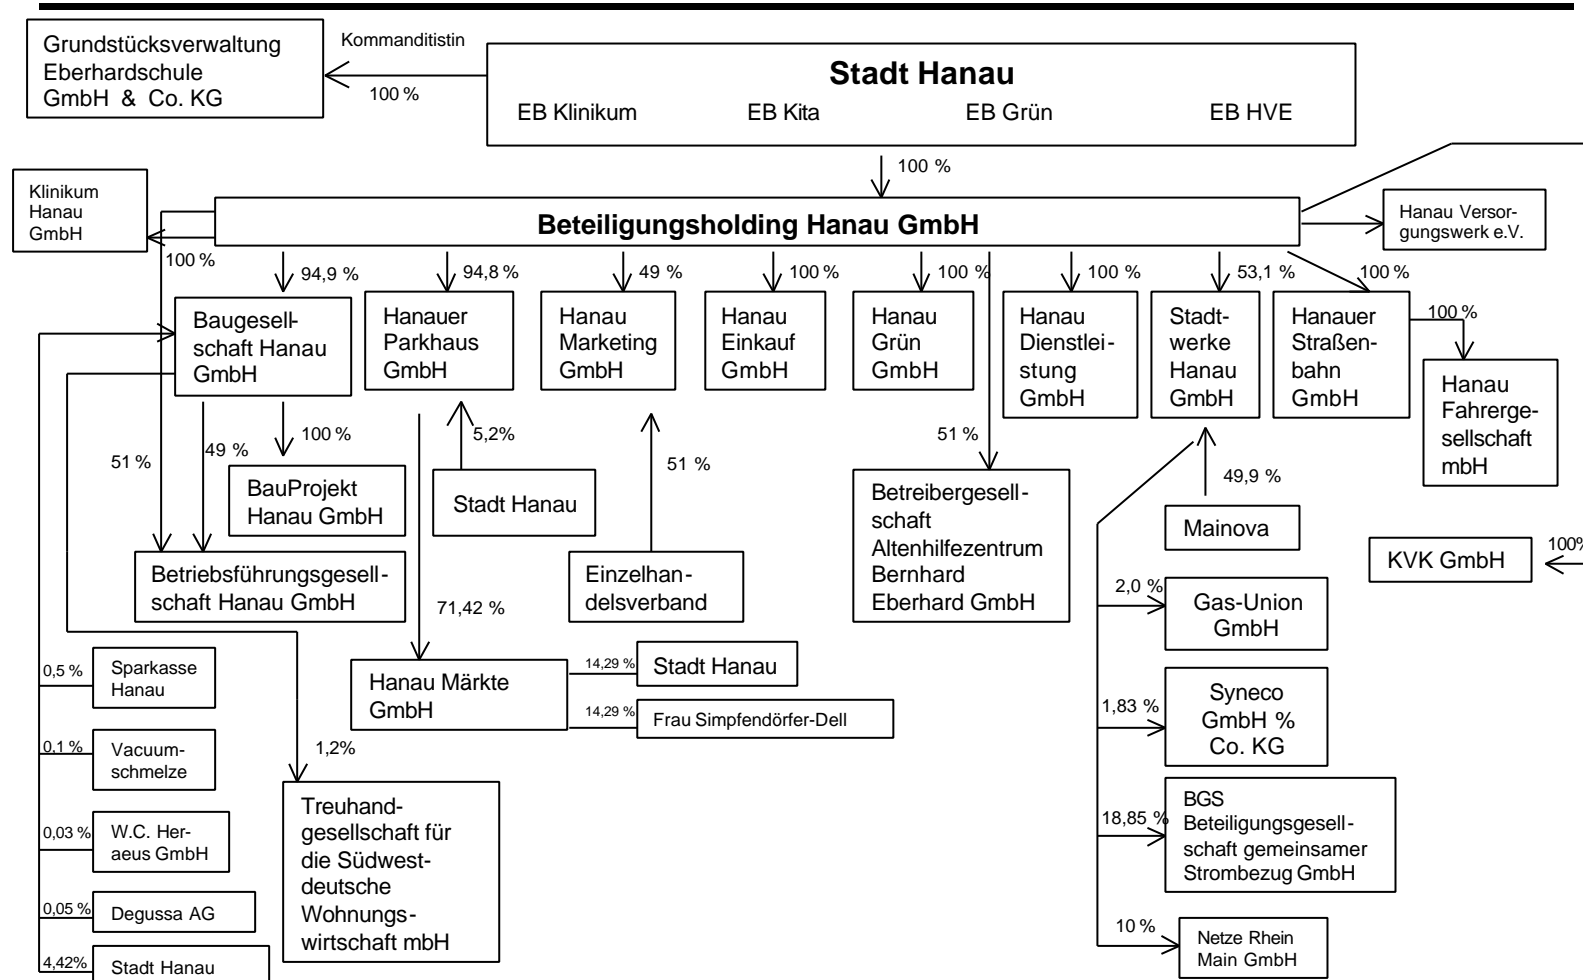 Grundstücksverwaltung
Eberhardschule
GmbH & Co. KG
Kommanditistin
100 %
Stadt Hanau
EB Klinikum
EB Kita
EB Grün
EB HVE
100 %
Klinikum
Hanau
GmbH
Beteiligungsholding Hanau GmbH
Hanau Versor-
gungswerk e.V.
100 %
94,9 %
94,8 %
49 %
100 %
100 %
100 %
53,1 %
100 %
Baugesell-
schaft Hanau
GmbH
Hanauer
Parkhaus
GmbH
Hanau
Marketing
GmbH
Hanau
Einkauf
GmbH
Hanau
Grün
GmbH
Hanau
Dienstlei-
stung
GmbH
Stadt-
werke
Hanau
GmbH
Hanauer
Straßen-
bahn
GmbH
100 %
Hanau
Fahrerge-
sellschaft
mbH
51 %
49 %
100 %
5,2%
51 %
51 %
49,9 %
BauProjekt
Hanau GmbH
Stadt Hanau
Betreibergesell-
schaft
Altenhilfezentrum
Bernhard
Eberhard GmbH
Mainova
KVK GmbH
100%
Betriebsführungsgesell-
schaft Hanau GmbH
Einzelhan-
delsverband
71,42 %
2,0 %
Gas-Union
GmbH
0,5 %
Sparkasse
Hanau
Hanau Märkte
GmbH
14,29 %
Stadt Hanau
14,29 %
Frau Simpfendörfer-Dell
1,83 %
Syneco
GmbH %
Co. KG
0,1 %
Vacuum-
schmelze
1,2%
Treuhand-
gesellschaft für
die Südwest-
deutsche
Wohnungs-
wirtschaft mbH
18,85 %
BGS
Beteiligungsgesell-
schaft gemeinsamer
Strombezug GmbH
0,03 %
W.C. Her-
aeus GmbH
0,05 %
Degussa AG
10 %
Netze Rhein
Main GmbH
4,42%
Stadt Hanau